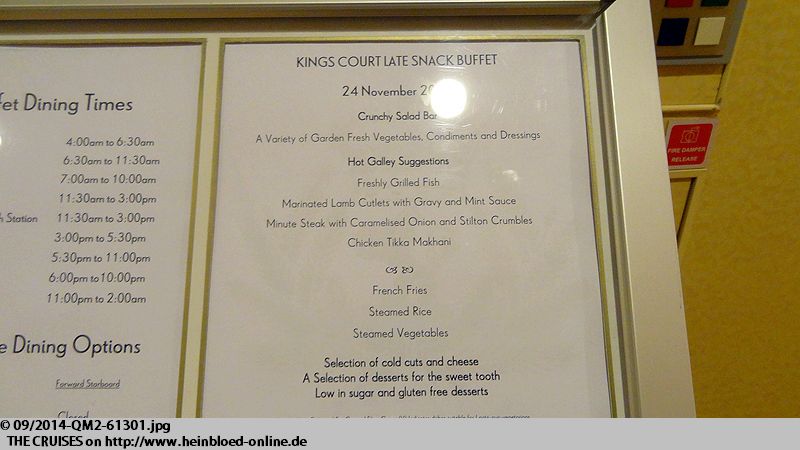 KINGS COURT LATE SNACK BUFFET
24 November
Crunchy Salad Bar
A Variety of Garden Fresh Vegetables, Condiments and Dressings
Hot Galley Suggestions
Freshly Grilled Fish
Marinated Lamb Cutlets with Gravy and Mint Sauce
Minute Steak with Caramelised Onion and Stilton Crumbles
Chicken Tikka Makhani
French Fries
Steamed Rice
Steamed Vegetables
Selection of cold cuts and cheese
A Selection of desserts for the sweet tooth
Low in sugar and gluten free desserts
Dining Times
4:00am to 6:30am
6:30am to 11:30am
7:00am to 10:00am
11:30am to 3:00pm
Station 11:30am to 3:00pm
3:00pm to 5:30pm
5:30pm to 11:00pm
6:00pm to 10:00pm
11:00pm to 2:00am
Dining Options
Forward Starboard
Closed
FIRE DAMPER
RELEASE
© 09/2014-QM2-61301.jpg
THE CRUISES on http://www.heinbloed-online.de